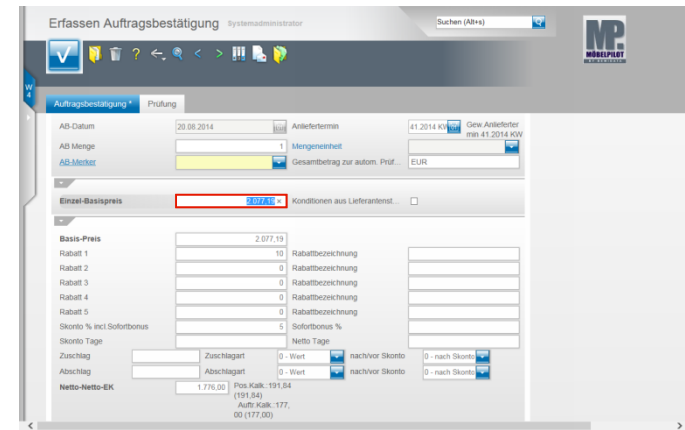 Erfassen Auftragsbestätigung Systemadministrator Suchen (Alt+s)
MP.
MÖBELPILOT
W
4
Auftragsbestätigung * Prüfung
AB-Datum 20.08.2014 Anliefertermin 41.2014 KW Gew.Anlieferter
min 41.2014 KW
AB Menge 1 Mengeneinheit
AB-Merker Gesamtbetrag zur autom. Prüf... EUR
Einzel-Basispreis 2.077,19 × Konditionen aus Lieferantenst...
Basis-Preis 2.077,19
Rabatt 1 10 Rabattbezeichnung
Rabatt 2 0 Rabattbezeichnung
Rabatt 3 0 Rabattbezeichnung
Rabatt 4 0 Rabattbezeichnung
Rabatt 5 0 Rabattbezeichnung
Skonto % incl.Sofortbonus 5 Sofortbonus %
Skonto Tage Netto Tage
Zuschlag Zuschlagart 0 - Wert nach/vor Skonto 0 - nach Skonto
Abschlag Abschlagart 0 - Wert nach/vor Skonto 0 - nach Skonto
Netto-Netto-EK 1.776,00 Pos.Kalk.:191,84
(191,84)
Auftr.Kalk.:177,
00 (177,00)